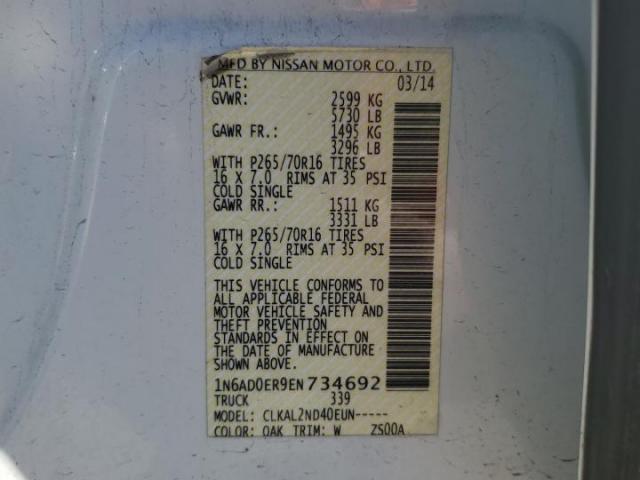 MFD BY NISSAN MOTOR CO., LTD.
DATE: 03/14
GVWR: 2599 KG
5730 LB
GAWR FR.: 1495 KG
3296 LB
WITH P265/70R16 TIRES
16 X 7.0 RIMS AT 35 PSI
COLD SINGLE
GAWR RR.: 1511 KG
3331 LB
WITH P265/70R16 TIRES
16 X 7.0 RIMS AT 35 PSI
COLD SINGLE
THIS VEHICLE CONFORMS TO
ALL APPLICABLE FEDERAL
MOTOR VEHICLE SAFETY AND
THEFT PREVENTION
STANDARDS IN EFFECT ON
THE DATE OF MANUFACTURE
SHOWN ABOVE.
1N6AD0ER9EN734692
TRUCK 339
MODEL: CLKAL2ND40EUN-----
COLOR: QAK TRIM: W ZS00A